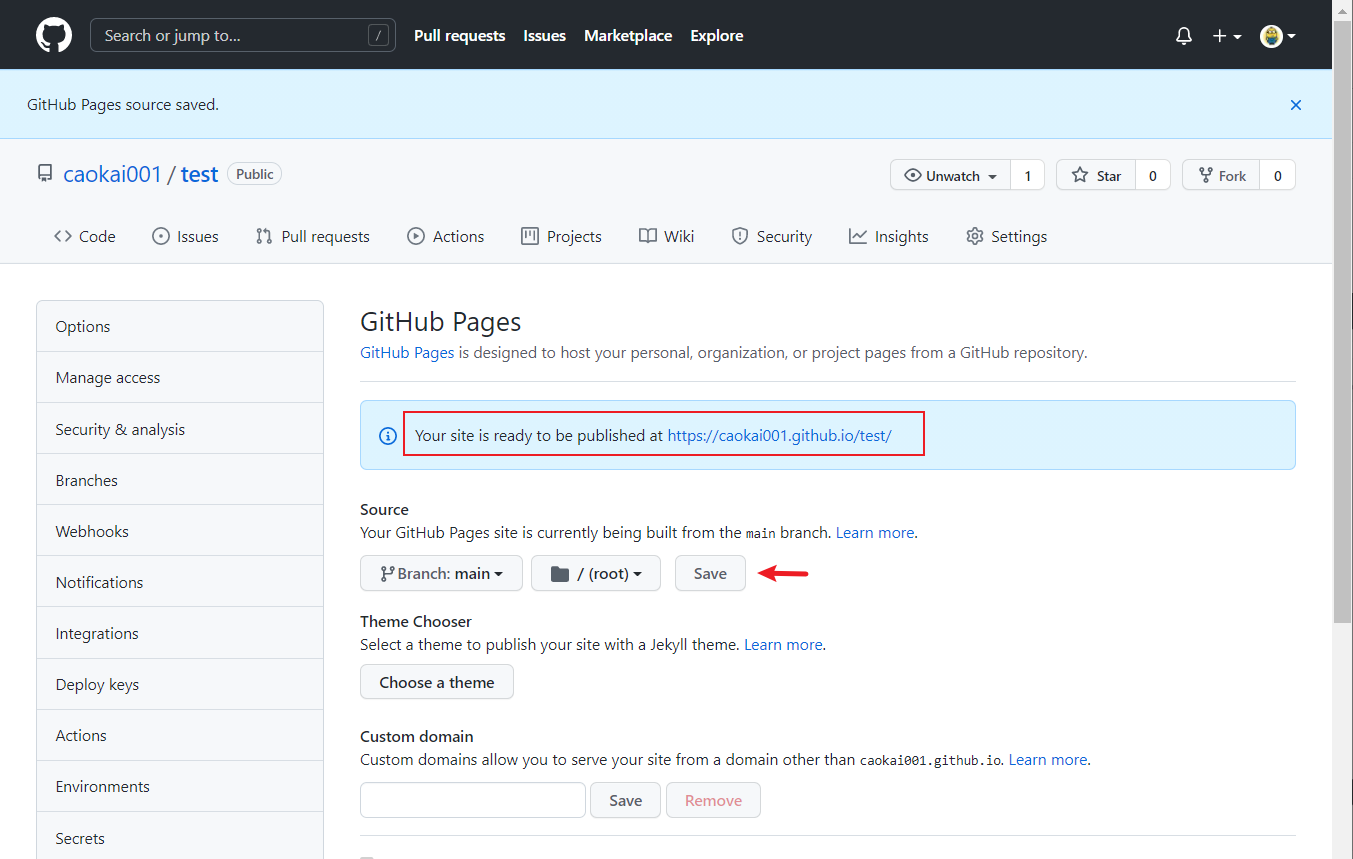 Search or jump to... / Pull requests Issues Marketplace Explore
GitHub Pages source saved.
caokai001 / test Public Unwatch 1 Star 0 Fork 0
Code Issues Pull requests Actions Projects Wiki Security Insights Settings
Options
Manage access
Security & analysis
Branches
Webhooks
Notifications
Integrations
Deploy keys
Actions
Environments
Secrets
GitHub Pages
GitHub Pages is designed to host your personal, organization, or project pages from a GitHub repository.
Your site is ready to be published at https://caokai001.github.io/test/
Source
Your GitHub Pages site is currently being built from the main branch. Learn more.
Branch: main / (root) Save
Theme Chooser
Select a theme to publish your site with a Jekyll theme. Learn more.
Choose a theme
Custom domain
Custom domains allow you to serve your site from a domain other than caokai001.github.io. Learn more.
Save Remove